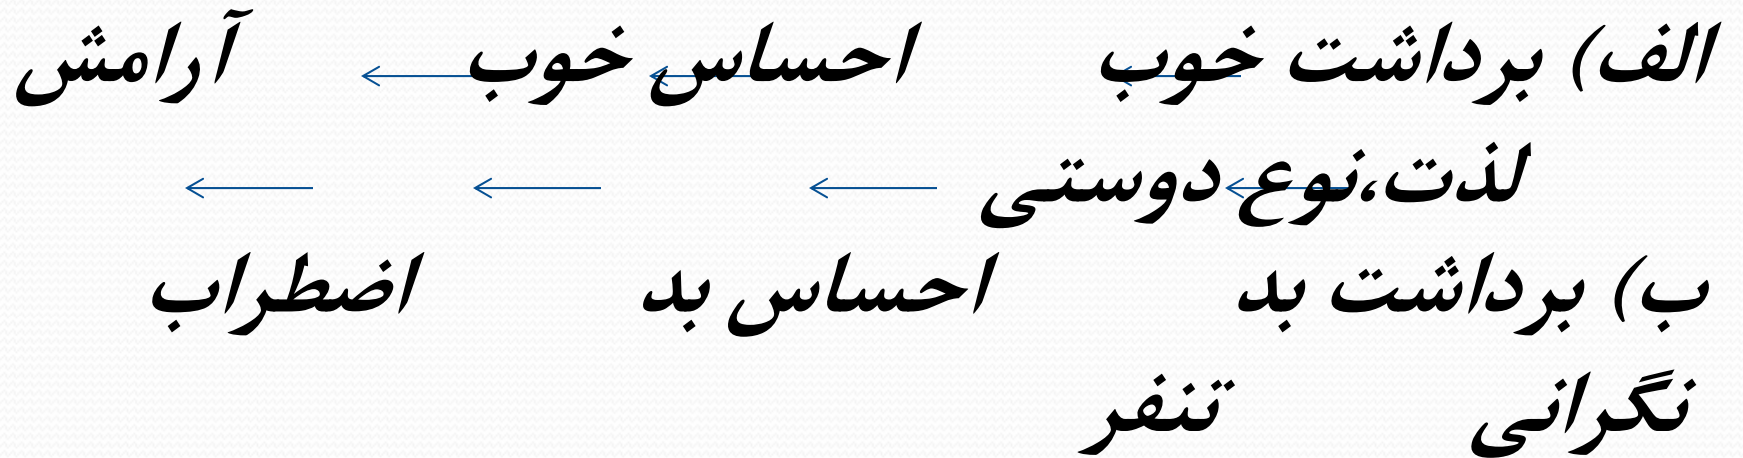 الف) برداشت خوب احساس خوب آرامش
لذت،نوع دوستی
ب) برداشت بد احساس بد اضطراب
نگرانی تنفر